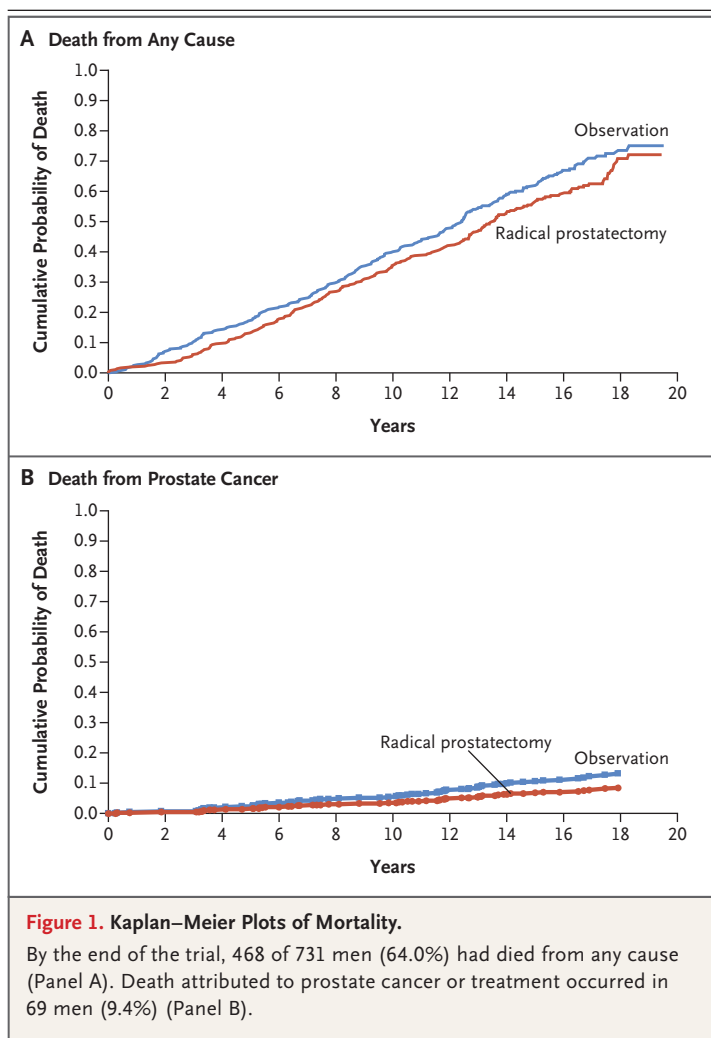 A Death from Any Cause
Cumulative Probability of Death
1.0
0.9
0.8
0.7
0.6
0.5
0.4
0.3
0.2
0.1
0.0
Observation
Radical prostatectomy
0 2 4 6 8 10 12 14 16 18 20
Years
B Death from Prostate Cancer
Cumulative Probability of Death
1.0
0.9
0.8
0.7
0.6
0.5
0.4
0.3
0.2
0.1
0.0
Radical prostatectomy
Observation
0 2 4 6 8 10 12 14 16 18 20
Years
Figure 1. Kaplan–Meier Plots of Mortality.
By the end of the trial, 468 of 731 men (64.0%) had died from any cause
(Panel A). Death attributed to prostate cancer or treatment occurred in
69 men (9.4%) (Panel B).